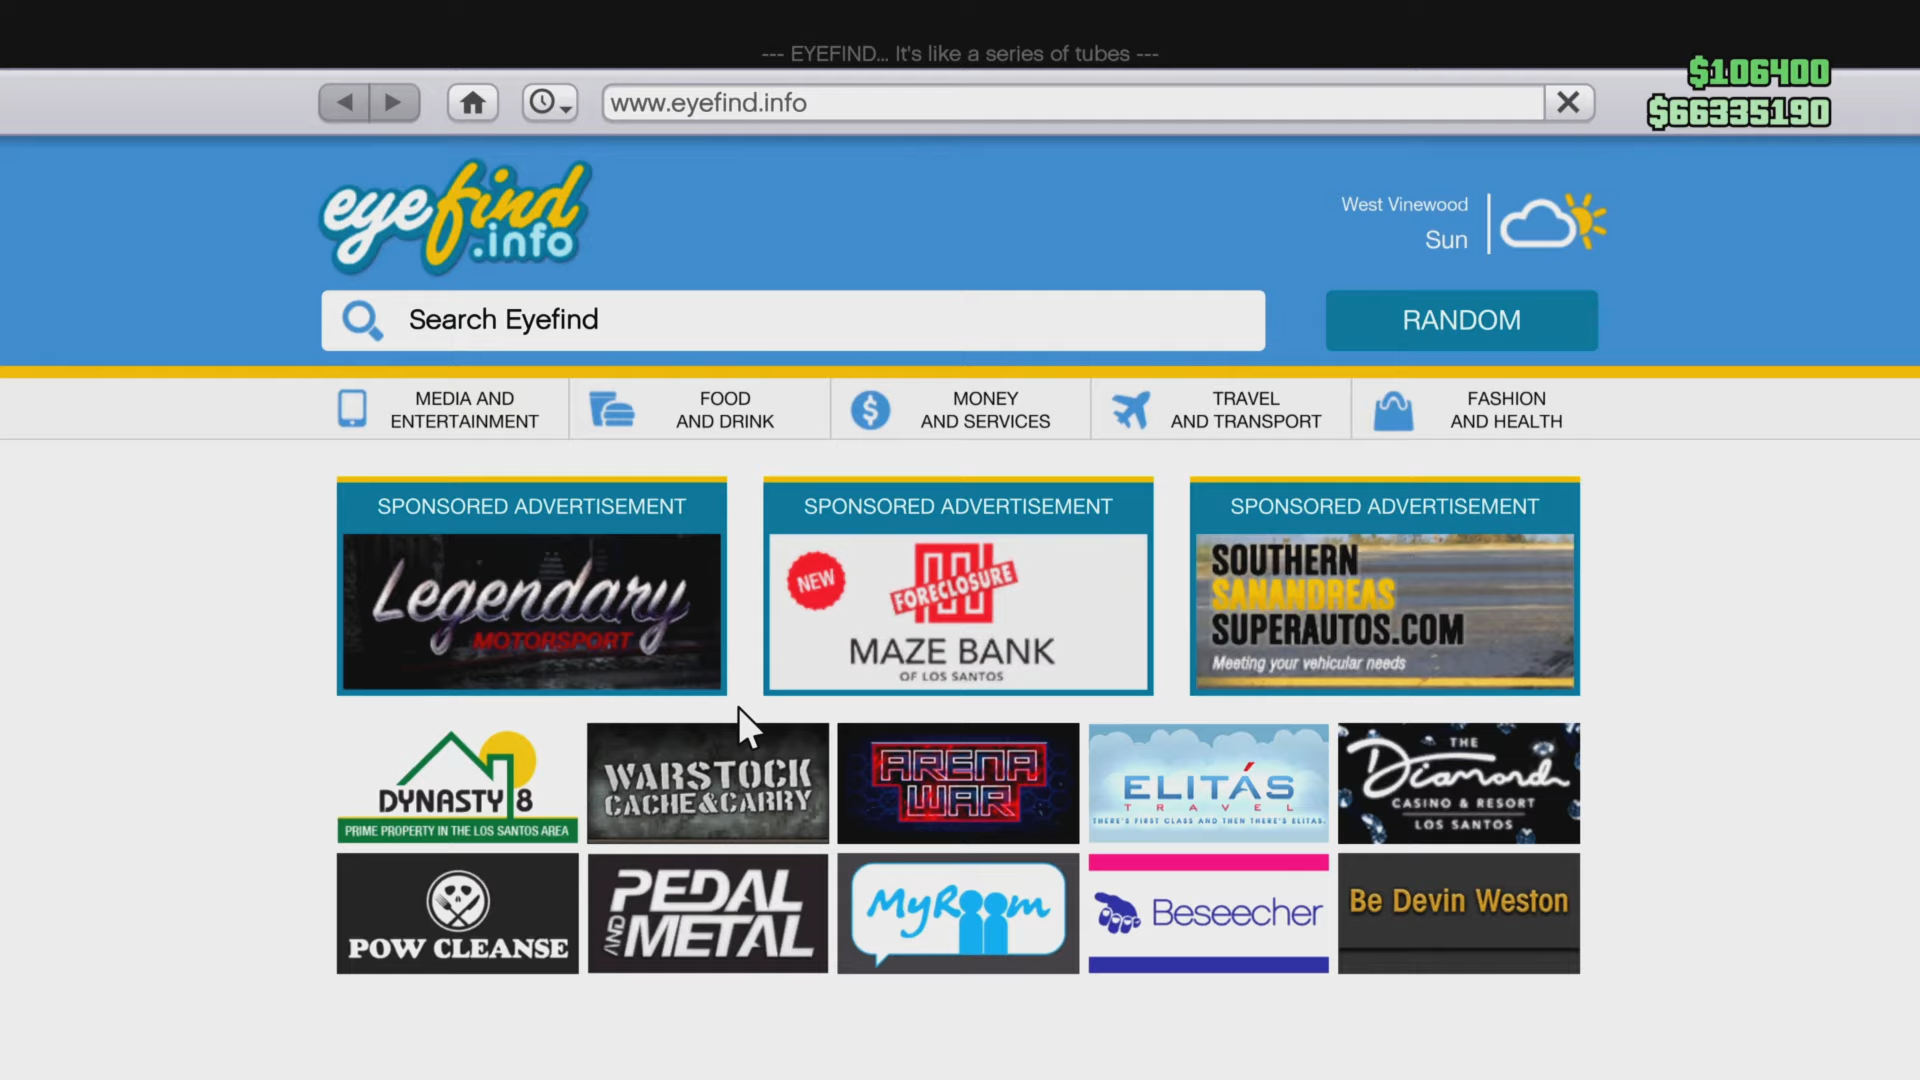 --- EYEFIND... It's like a series of tubes ---
$106400
www.eyefind.info
$66335190
eyefind
.info
West Vinewood
Sun
Search Eyefind
RANDOM
MEDIA AND
ENTERTAINMENT
FOOD
AND DRINK
MONEY
AND SERVICES
TRAVEL
AND TRANSPORT
FASHION
AND HEALTH
SPONSORED ADVERTISEMENT
Legendary
MOTORSPORT
SPONSORED ADVERTISEMENT
NEW
FORECLOSURE
MAZE BANK
OF LOS SANTOS
SPONSORED ADVERTISEMENT
SOUTHERN
SANANDREAS
SUPERAUTOS.COM
Meeting your vehicular needs
DYNASTY 8
PRIME PROPERTY IN THE LOS SANTOS AREA
WARSTOCK
CACHE&CARRY
ARENA
WAR
ELITÁS
TRAVEL
THERE'S FIRST CLASS AND THEN THERE'S ELITAS.
THE
Diamond
CASINO & RESORT
LOS SANTOS
POW CLEANSE
PEDAL
AND METAL
MyRoom
Beseecher
Be Devin Weston